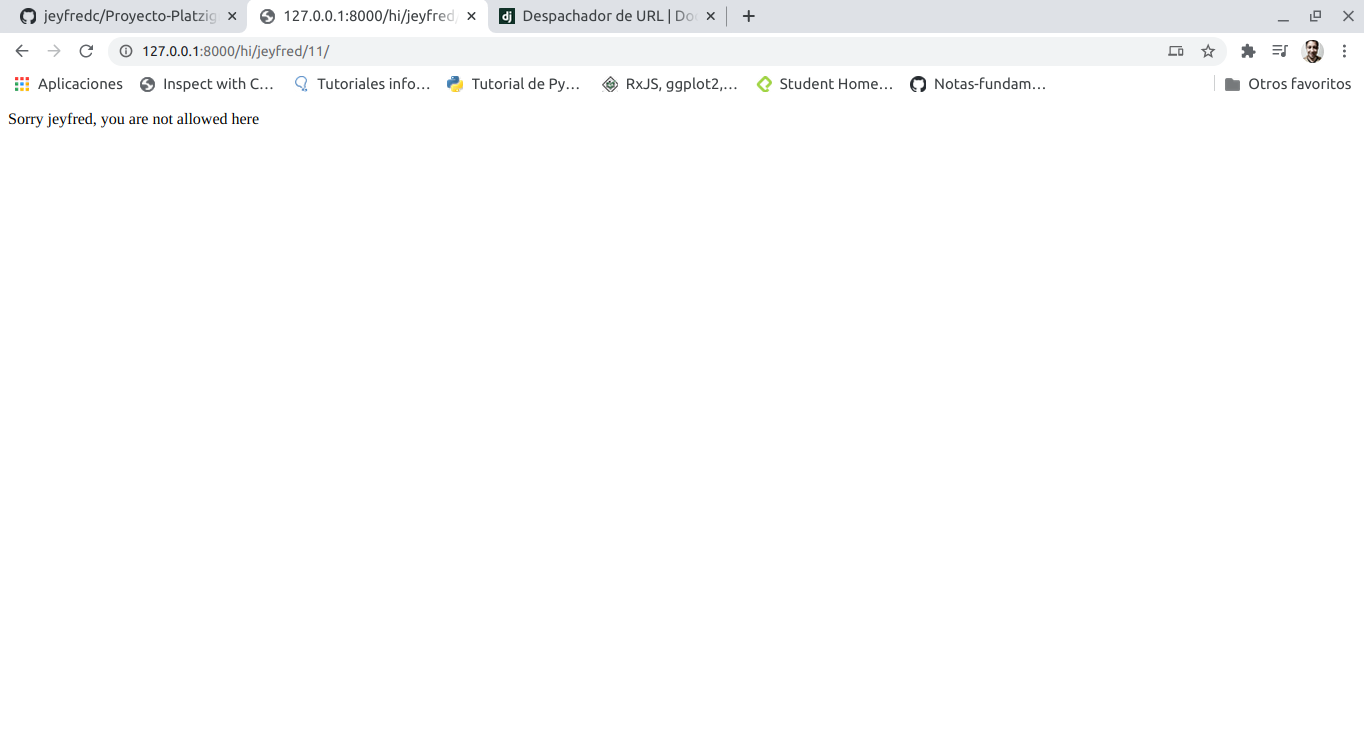 jeyfredc/Proyecto-Platzig
127.0.0.1:8000/hi/jeyfred/
Despachador de URL | Doc
127.0.0.1:8000/hi/jeyfred/11/
Aplicaciones Inspect with C... Tutoriales info... Tutorial de Py... RxJS, ggplot2,... Student Home... Notas-fundam... Otros favoritos
Sorry jeyfred, you are not allowed here